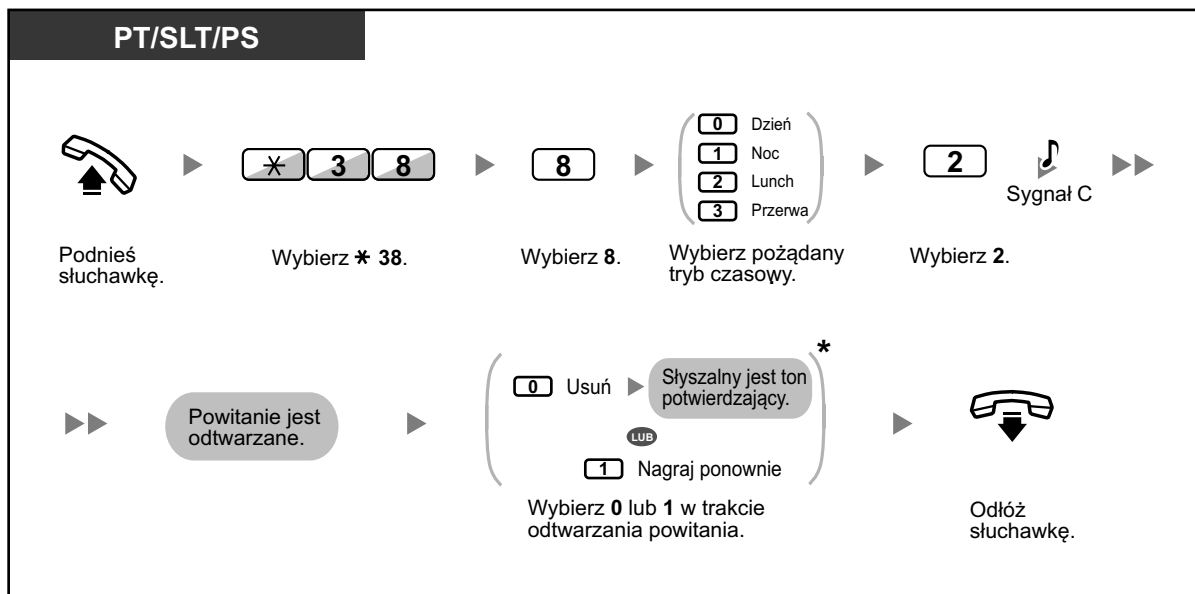 PT/SLT/PS
* 3 8
8
0 Dzień
1 Noc
2 Lunch
3 Przerwa
2
Sygnał C
Podnieś
słuchawkę.
Wybierz * 38.
Wybierz 8.
Wybierz pożądany
tryb czasowy.
Wybierz 2.
Powitanie jest
odtwarzane.
0 Usuń
Słyszalny jest ton
potwierdzający.
*
LUB
1 Nagraj ponownie
Wybierz 0 lub 1 w trakcie
odtwarzania powitania.
Odłóż
słuchawkę.